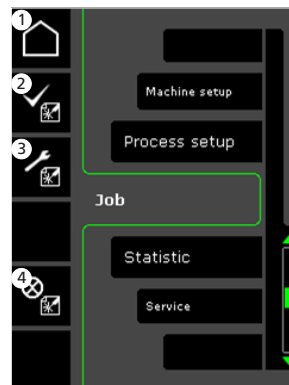 1
2
Machine setup
3
Process setup
Job
Statistic
4
Service